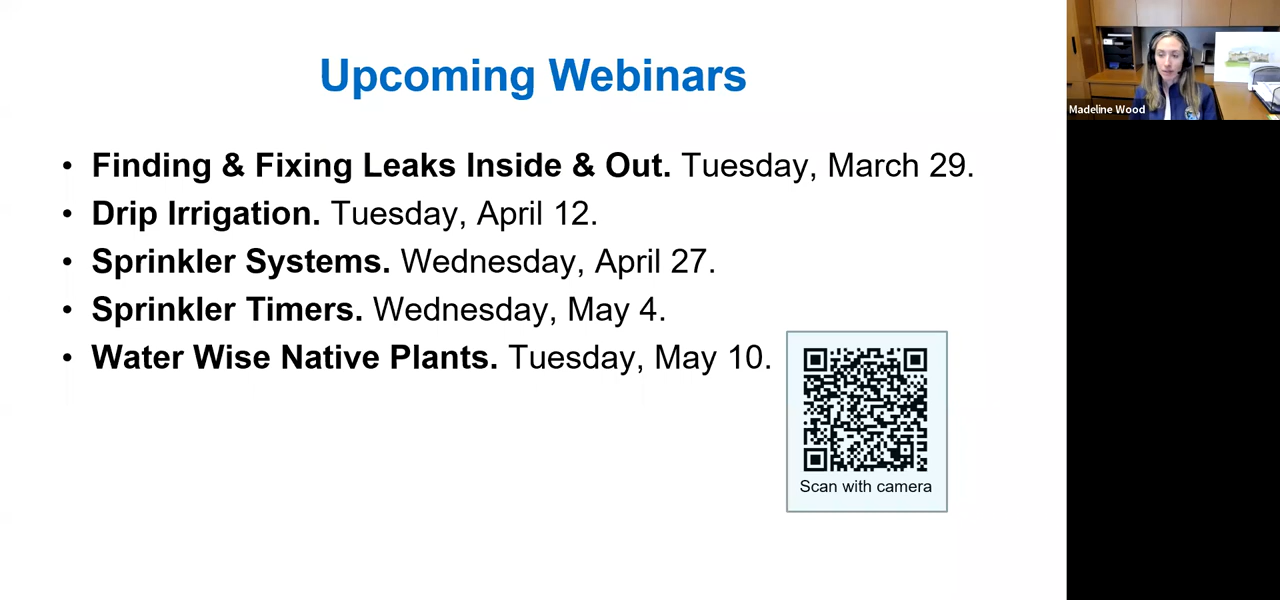 Upcoming Webinars
• Finding & Fixing Leaks Inside & Out. Tuesday, March 29.
• Drip Irrigation. Tuesday, April 12.
• Sprinkler Systems. Wednesday, April 27.
• Sprinkler Timers. Wednesday, May 4.
• Water Wise Native Plants. Tuesday, May 10.
Scan with camera
Madeline Wood